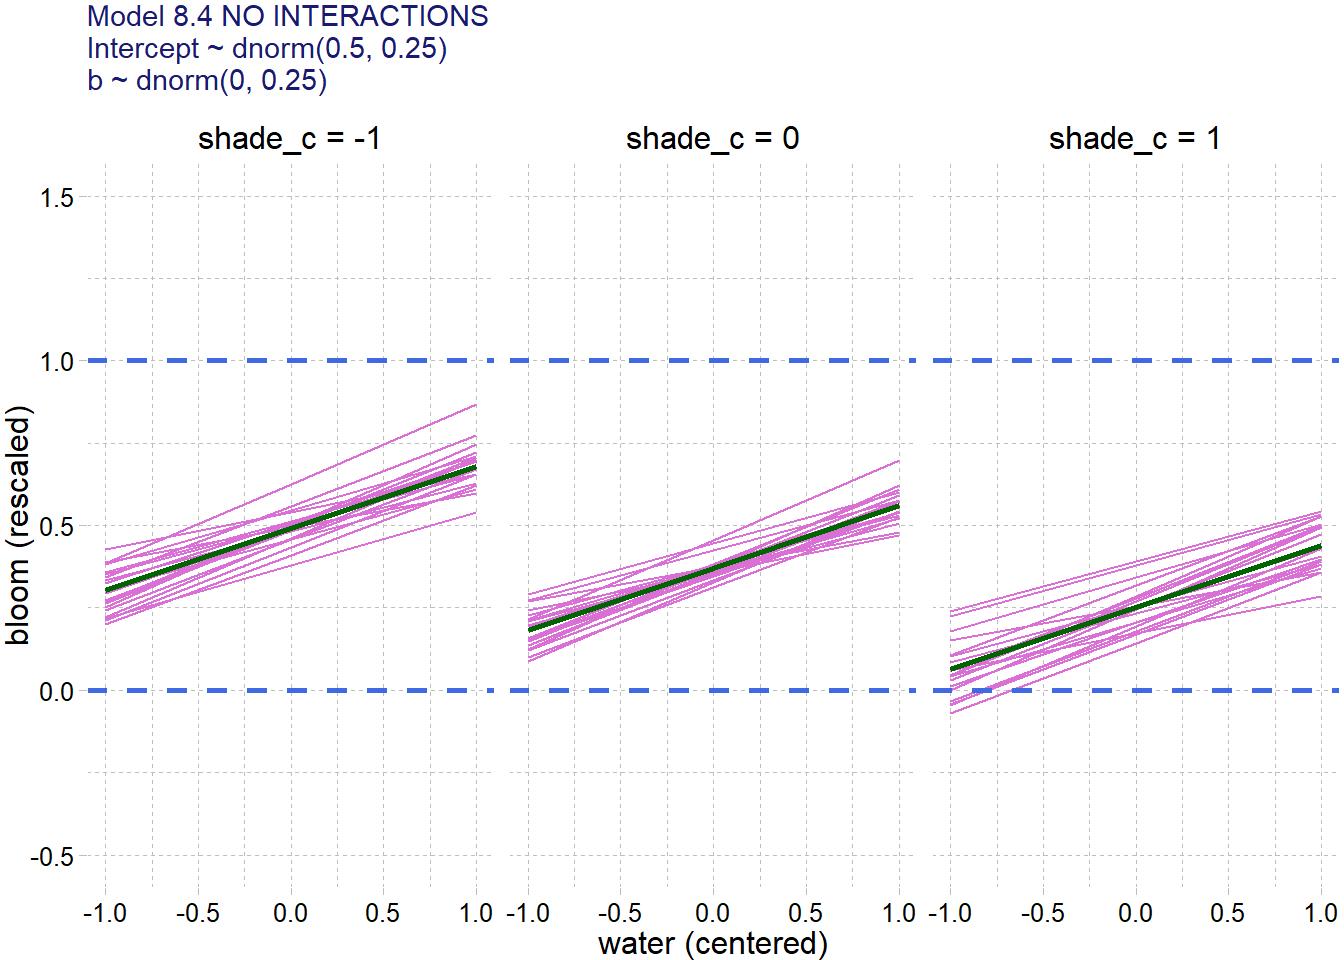 Model 8.4 NO INTERACTIONS
Intercept ~ dnorm(0.5, 0.25)
b ~ dnorm(0, 0.25)
shade_c = -1
shade_c = 0
shade_c = 1
bloom (rescaled)
1.5
1.0
0.5
0.0
-0.5
-1.0 -0.5 0.0 0.5 1.0 -1.0 -0.5 0.0 0.5 1.0 -1.0 -0.5 0.0 0.5 1.0
water (centered)